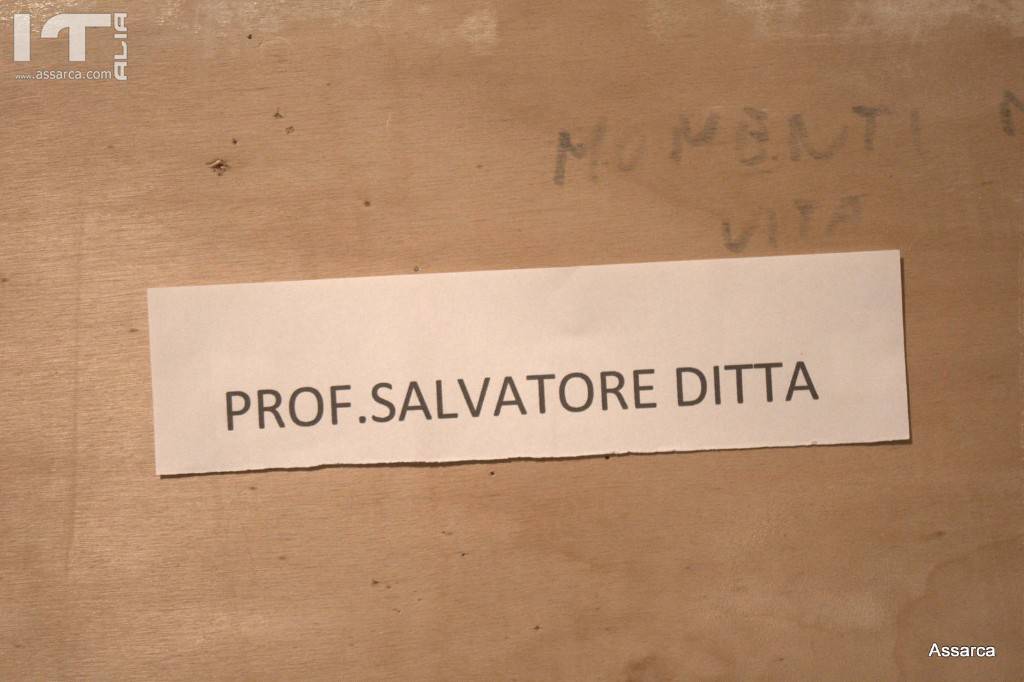 IT ALIA
www.assarca.com
MOMENTI
VITA
PROF.SALVATORE DITTA
Assarca